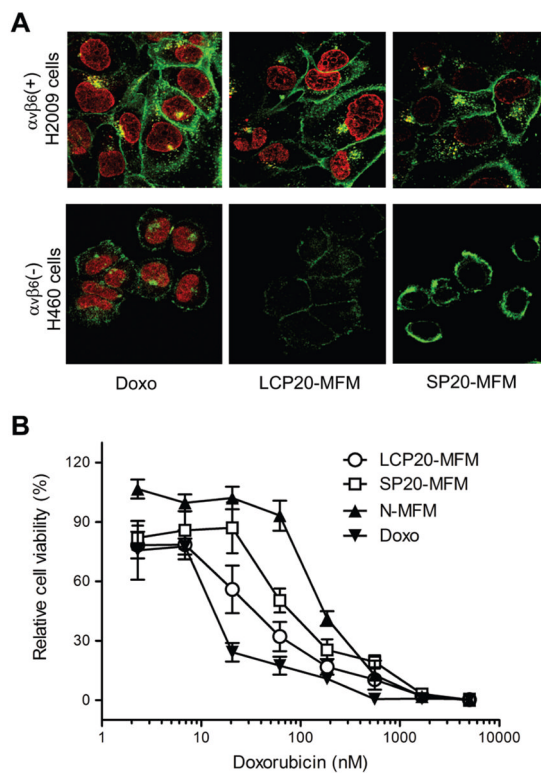 A
αvβ6(+)
H2009 cells
αvβ6(-)
H460 cells
Doxo
LCP20-MFM
SP20-MFM
B
LCP20-MFM
SP20-MFM
N-MFM
Doxo
Relative cell viability (%)
120
90
60
30
0
1
10
100
1000
10000
Doxorubicin (nM)